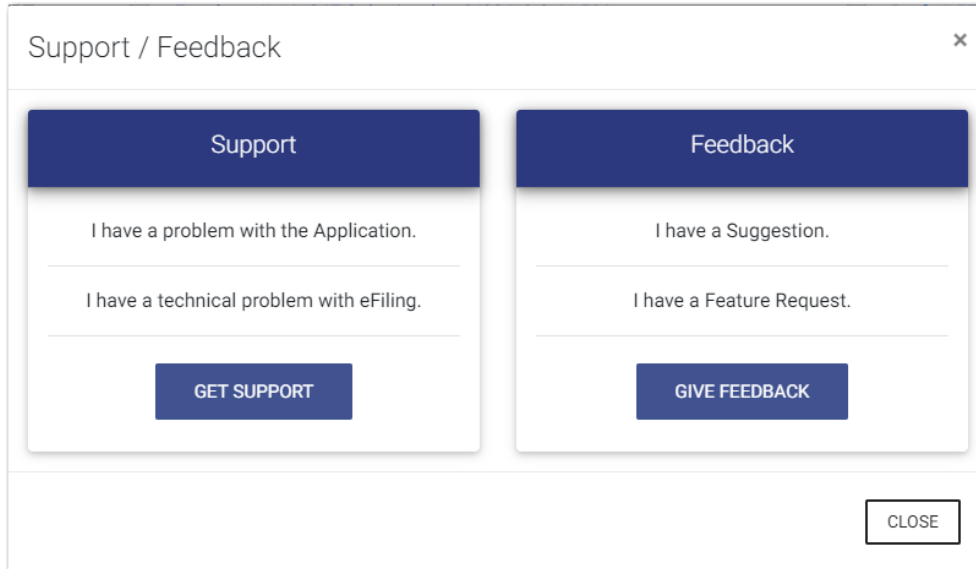 Support / Feedback
×
Support
I have a problem with the Application.
I have a technical problem with eFiling.
GET SUPPORT
Feedback
I have a Suggestion.
I have a Feature Request.
GIVE FEEDBACK
CLOSE